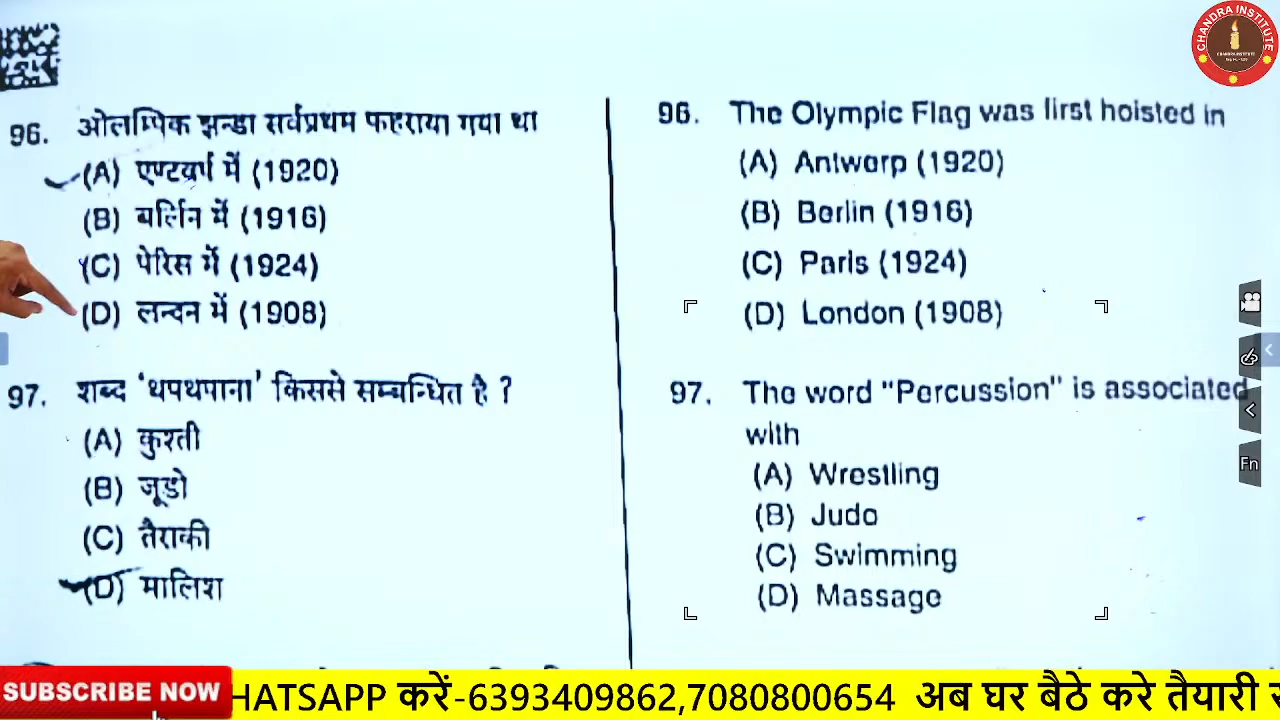 CHANDRA INSTITUTE
96. ओलम्पिक झन्डा सर्वप्रथम फहराया गया था
(A) एण्टवर्प में (1920)
(B) बर्लिन में (1916)
(C) पेरिस में (1924)
(D) लन्दन में (1908)
97. शब्द 'थपथपाना' किससे सम्बन्धित है ?
(A) कुश्ती
(B) जूडो
(C) तैराकी
(D) मालिश
96. The Olympic Flag was first hoisted in
(A) Antwerp (1920)
(B) Berlin (1916)
(C) Paris (1924)
(D) London (1908)
97. The word "Percussion" is associated
with
(A) Wrestling
(B) Judo
(C) Swimming
(D) Massage
Fn
SUBSCRIBE NOW
HATSAPP करें-6393409862,7080800654 अब घर बैठे करे तैयारी